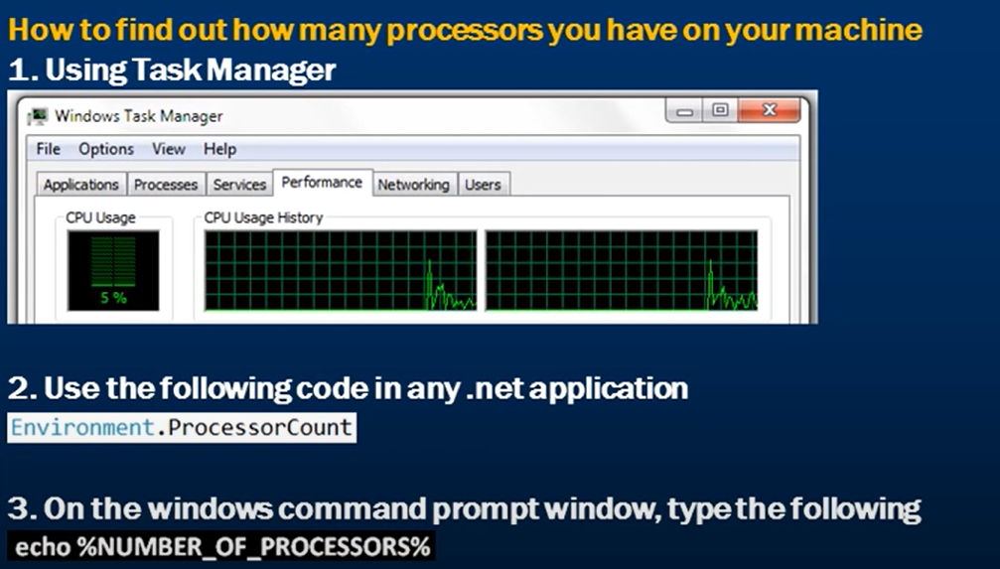 How to find out how many processors you have on your machine
1. Using Task Manager
Windows Task Manager
File Options View Help
Applications Processes Services Performance Networking Users
CPU Usage CPU Usage History
5 %
2. Use the following code in any .net application
Environment.ProcessorCount
3. On the windows command prompt window, type the following
echo %NUMBER_OF_PROCESSORS%